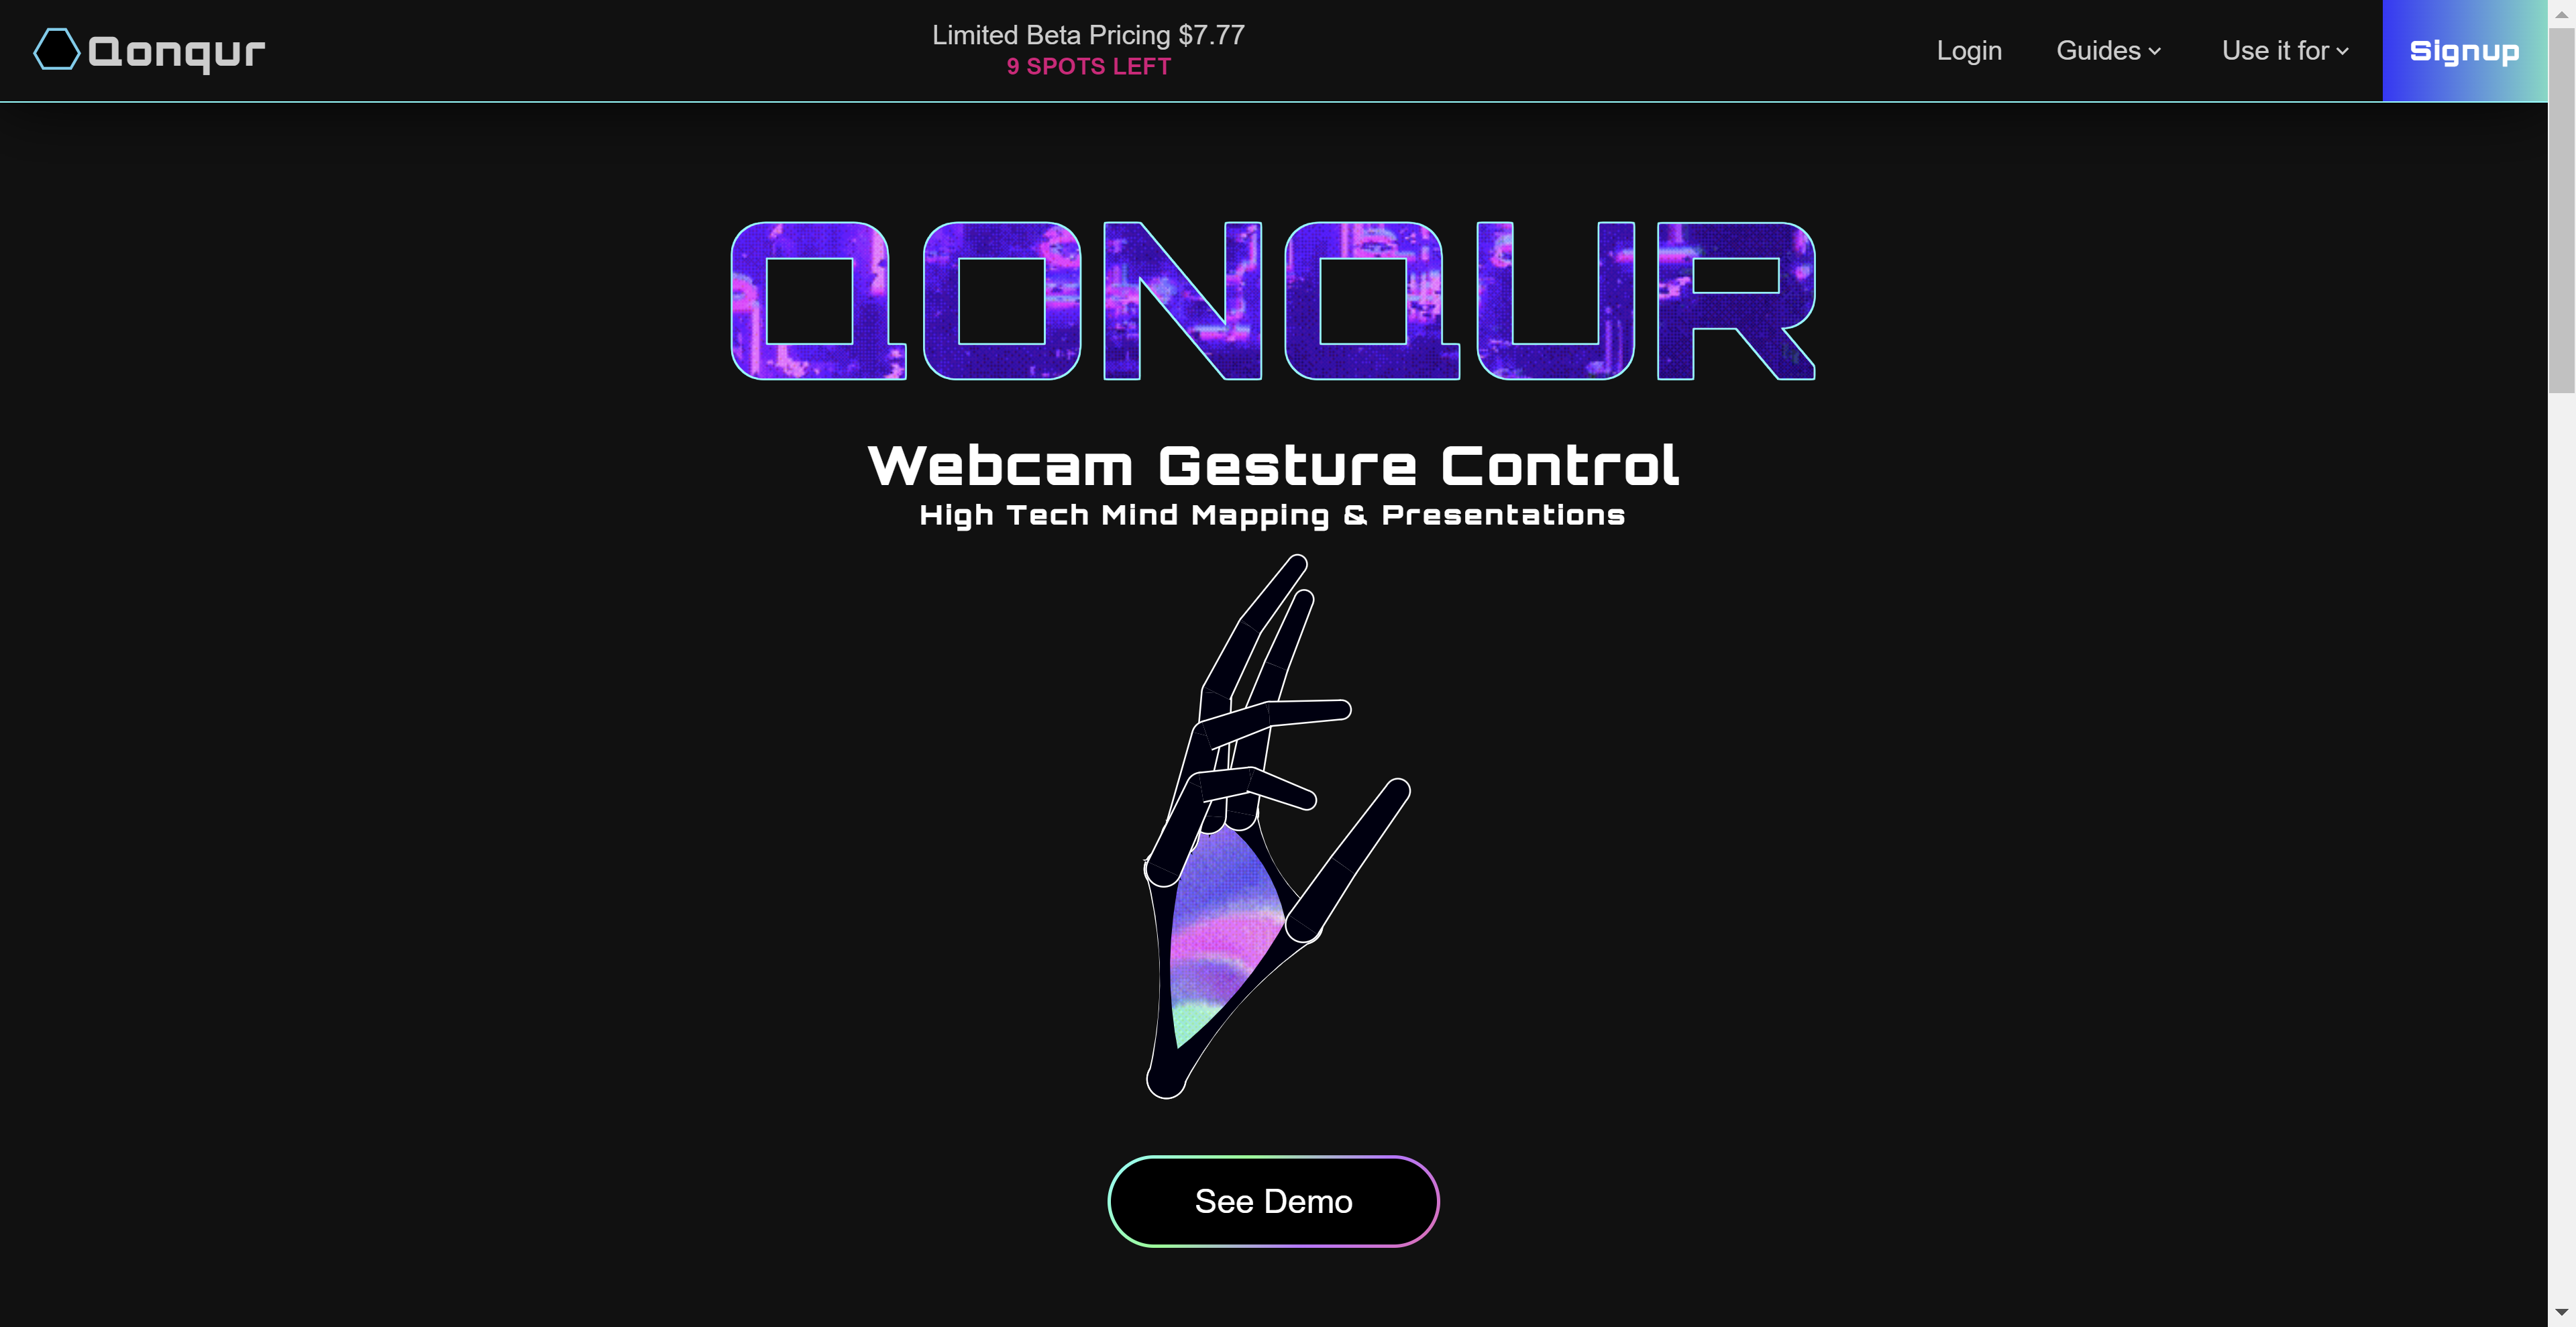 Qonqur
Limited Beta Pricing $7.77
9 SPOTS LEFT
Login
Guides
Use it for
Signup
QONQUR
Webcam Gesture Control
High Tech Mind Mapping & Presentations
See Demo